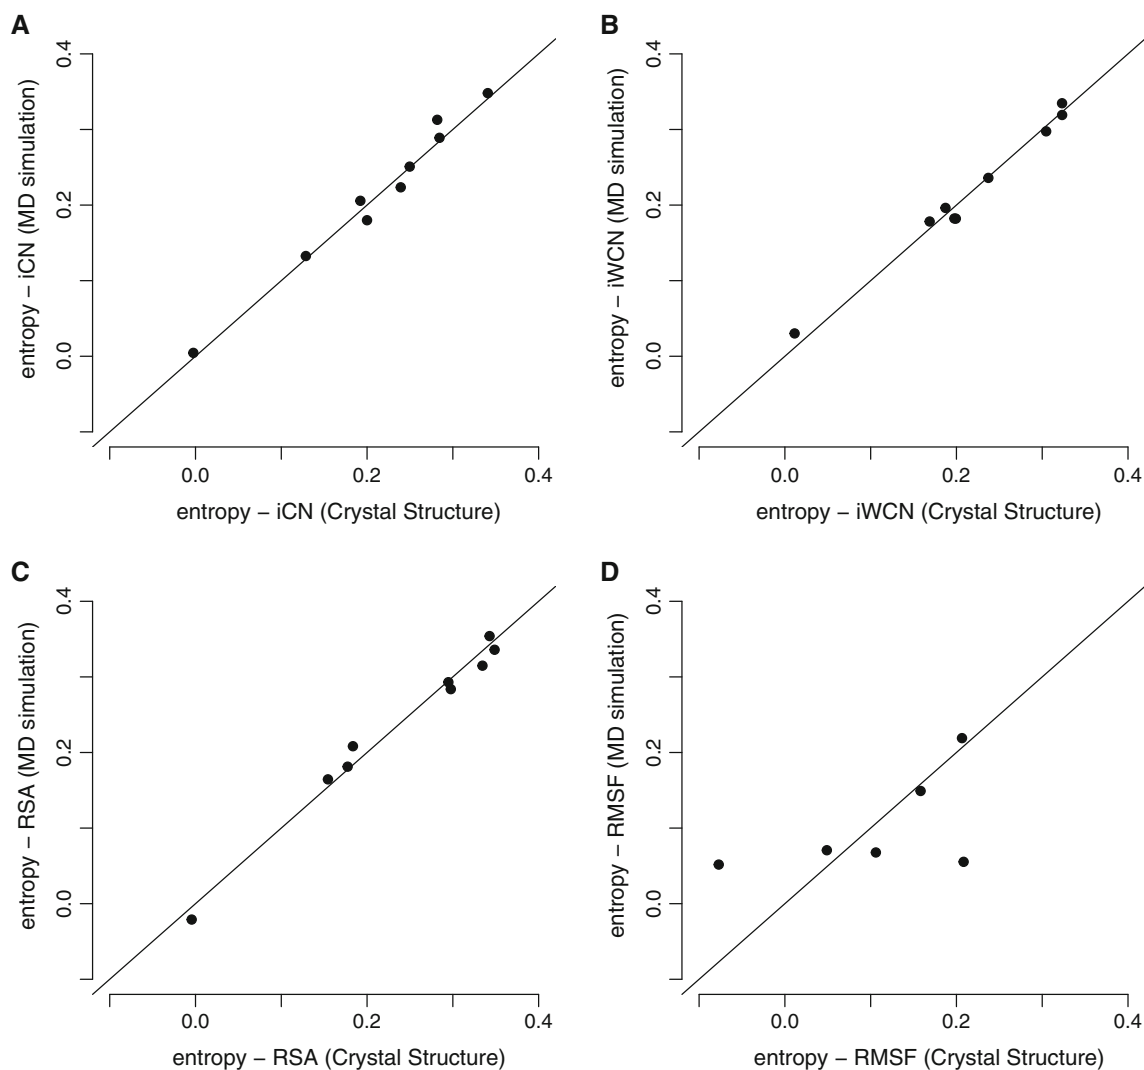 A
entropy – iCN (MD simulation)
0.4
0.2
0.0
0.0 0.2 0.4
entropy – iCN (Crystal Structure)
B
entropy – iWCN (MD simulation)
0.4
0.2
0.0
0.0 0.2 0.4
entropy – iWCN (Crystal Structure)
C
entropy – RSA (MD simulation)
0.4
0.2
0.0
0.0 0.2 0.4
entropy – RSA (Crystal Structure)
D
entropy – RMSF (MD simulation)
0.4
0.2
0.0
0.0 0.2 0.4
entropy – RMSF (Crystal Structure)